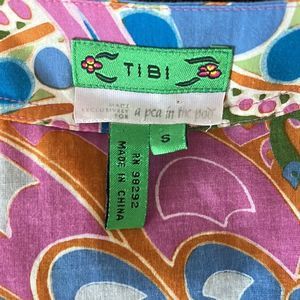 TIBI
MADE
EXCLUSIVELY
FOR
a pea in the pod
S
RN 98292
MADE IN CHINA